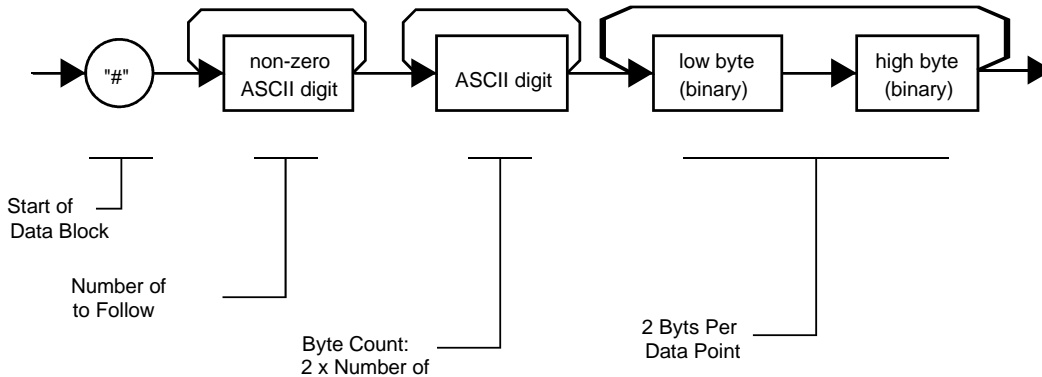 "#"
non-zero
ASCII digit
ASCII digit
low byte
(binary)
high byte
(binary)
Start of
Data Block
Number of
to Follow
Byte Count:
2 x Number of
2 Byts Per
Data Point